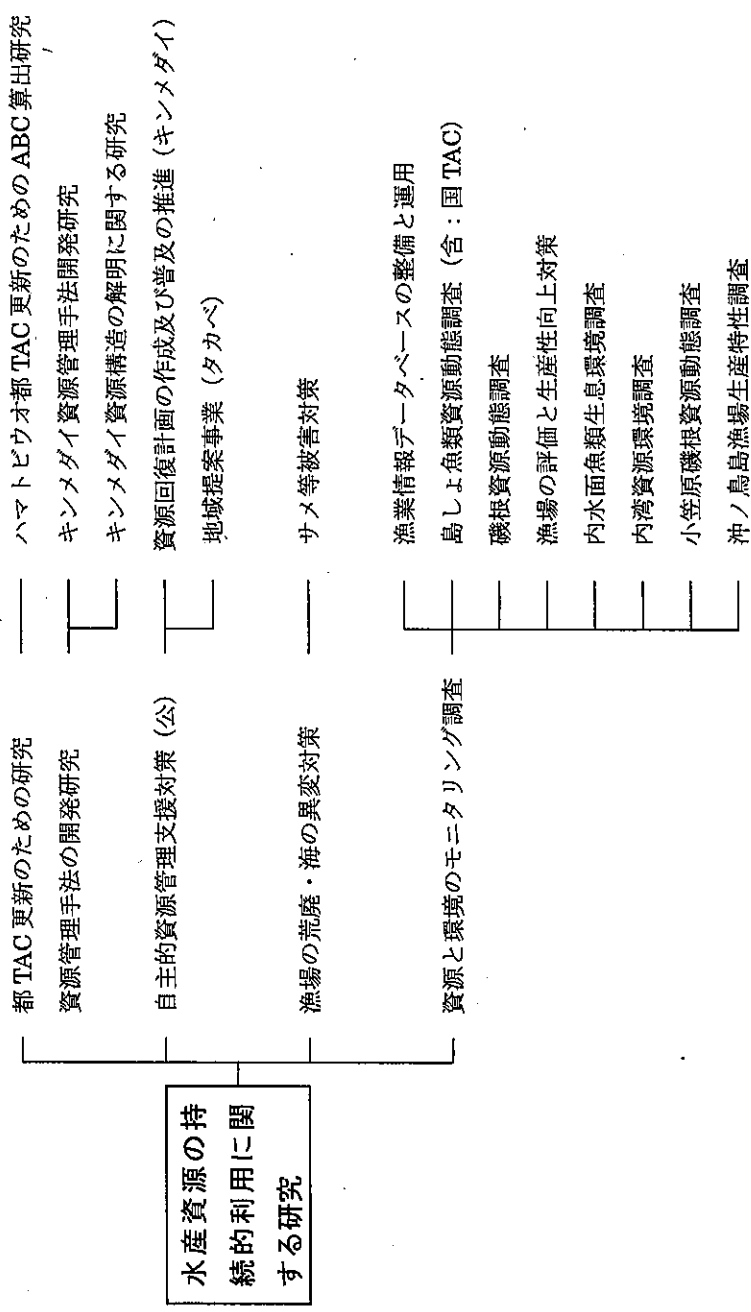 水産資源の持
続的利用に関
する研究
都 TAC 更新のための研究
ハマトビウオ都 TAC 更新のための ABC 算出研究
資源管理手法の開発研究
キンメダイ資源管理手法開発研究
キンメダイ資源構造の解明に関する研究
自主的資源管理支援対策 (公)
資源回復計画の作成及び普及の推進 (キンメダイ)
地域提案事業 (タカベ)
漁場の荒廃・海の異変対策
サメ等被害対策
資源と環境のモニタリング調査
漁業情報データベースの整備と運用
島しょ魚類資源動態調査 (含:国 TAC)
磯根資源動態調査
漁場の評価と生産性向上対策
内水面魚類生息環境調査
内湾資源環境調査
小笠原磯根資源動態調査
沖ノ鳥島漁場生産特性調査